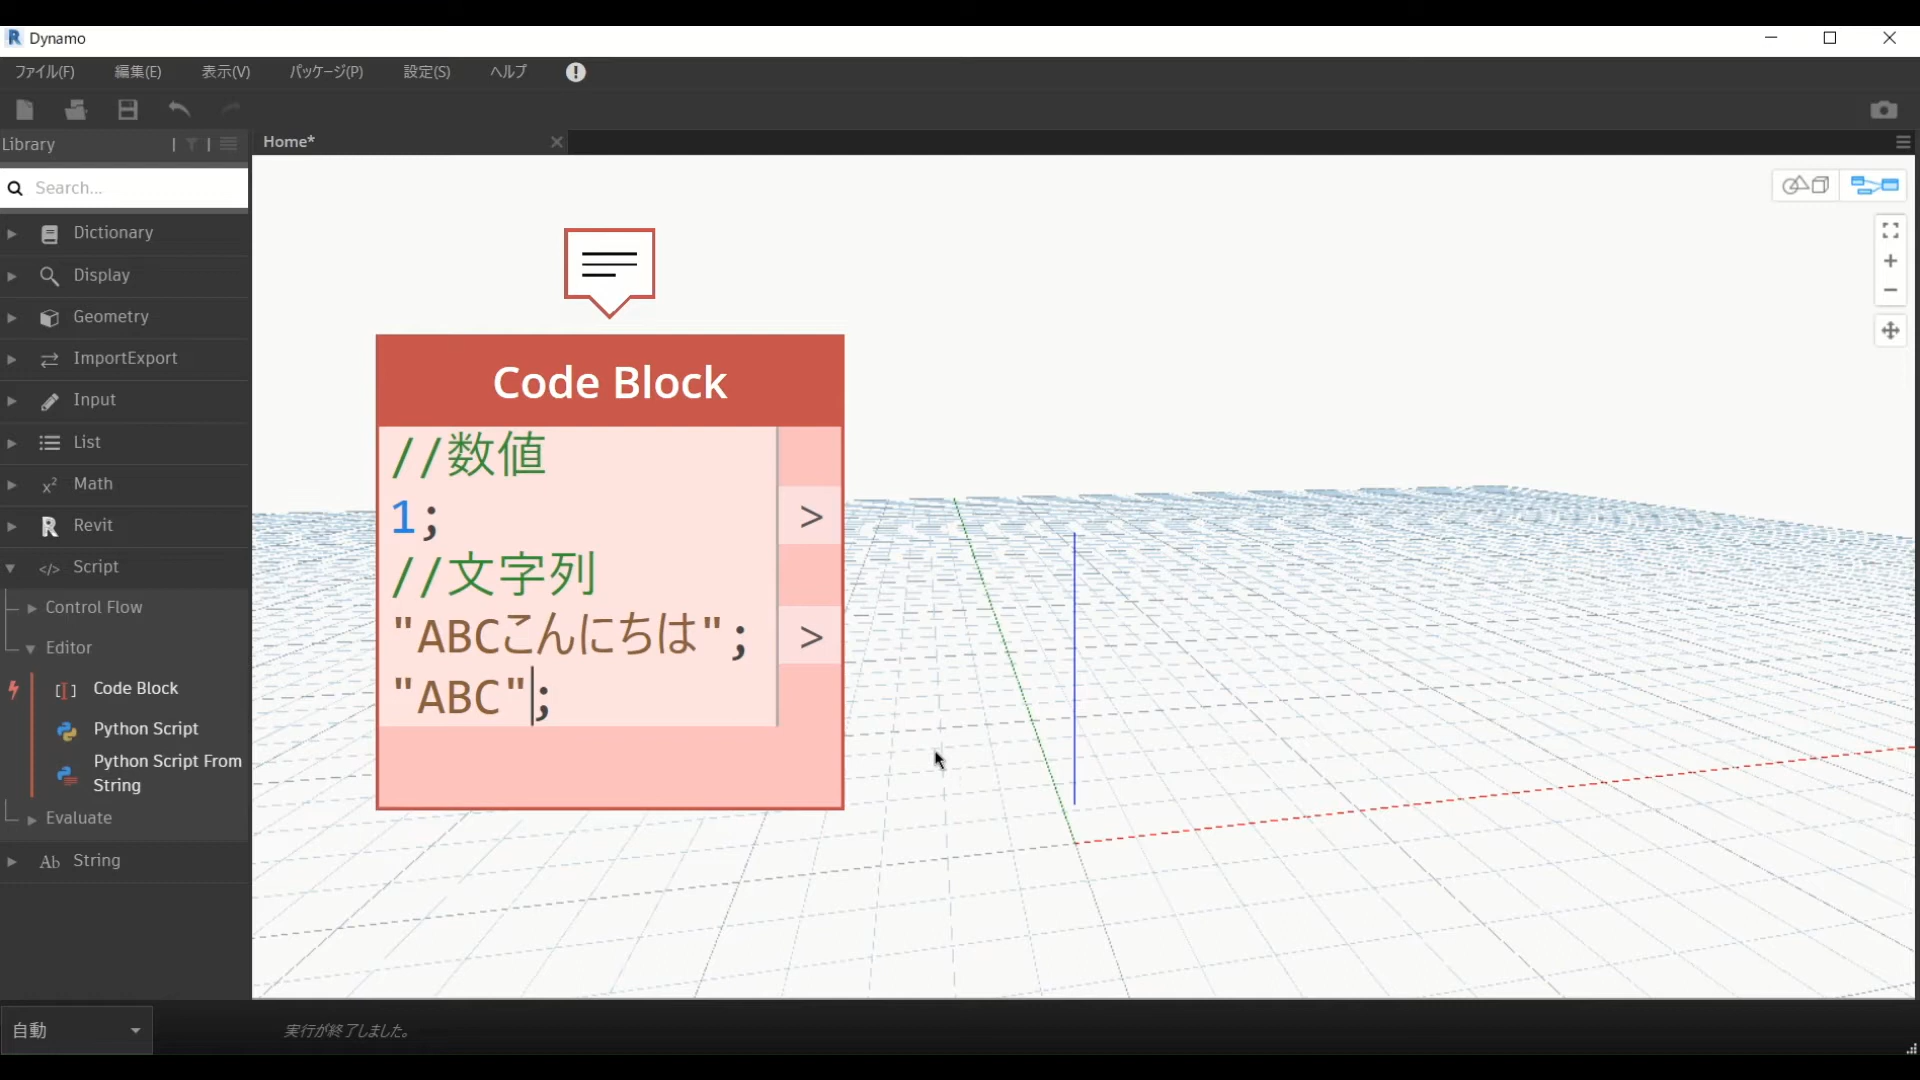 Dynamo
ファイル(F) 編集(E) 表示(V) パッケージ(P) 設定(S) ヘルプ
Library
Home*
Search...
Dictionary
Display
Geometry
ImportExport
Input
List
Math
Revit
Script
Control Flow
Editor
Code Block
Python Script
Python Script From
String
Evaluate
Ab String
Code Block
//数値
1;
//文字列
"ABCこんにちは";
"ABC";
>
>
自動
実行が終了しました。